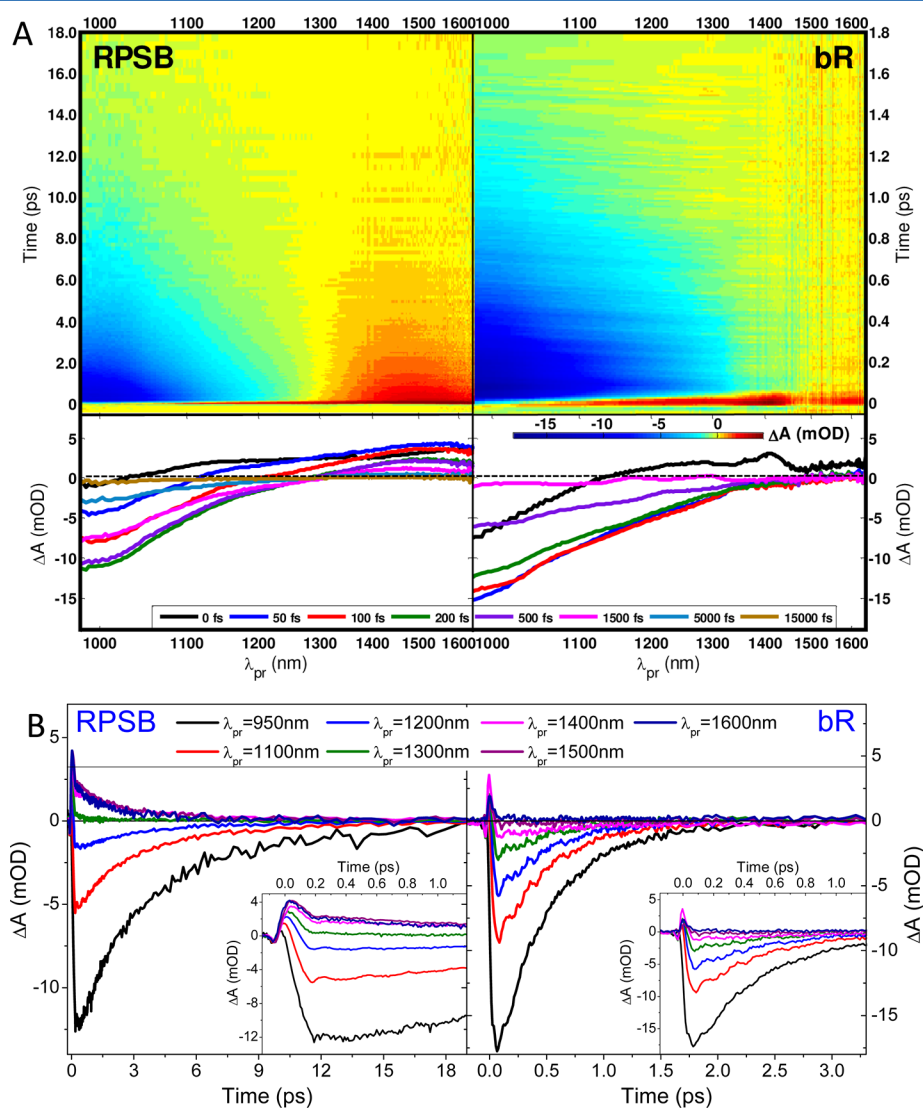 A
1000 1100 1200 1300 1400 1500 1600 1000 1100 1200 1300 1400 1600
RPSB bR
18.0 1.8
16.0 1.6
14.0 1.4
12.0 1.2
10.0 1.0
8.0 0.8
6.0 0.6
4.0 0.4
2.0 0.2
0 0
Time (ps) Time (ps)
-15 -10 -5 0 ΔA (mOD)
5 5
0 0
-5 -5
-10 -10
-15 -15
ΔA (mOD) ΔA (mOD)
0 fs 50 fs 100 fs 200 fs 500 fs 1500 fs 5000 fs 15000 fs
1000 1100 1200 1300 1400 1500 1600 1000 1100 1200 1300 1400 1600
λpr (nm) λpr (nm)
B RPSB bR
λpr=950nm λpr=1200nm λpr=1400nm λpr=1600nm
λpr=1100nm λpr=1300nm λpr=1500nm
5
0 0
-5 -5
-10 -10
-15
ΔA (mOD) ΔA (mOD)
Time (ps)
0.0 0.2 0.4 0.6 0.8 1.0
4
0
-4
-8
-12
ΔA (mOD)
Time (ps)
0.0 0.2 0.4 0.6 0.8 1.0
5
0
-5
-10
-15
ΔA (mOD)
0 3 6 9 12 15 18 0.0 0.5 1.0 1.5 2.0 2.5 3.0
Time (ps) Time (ps)